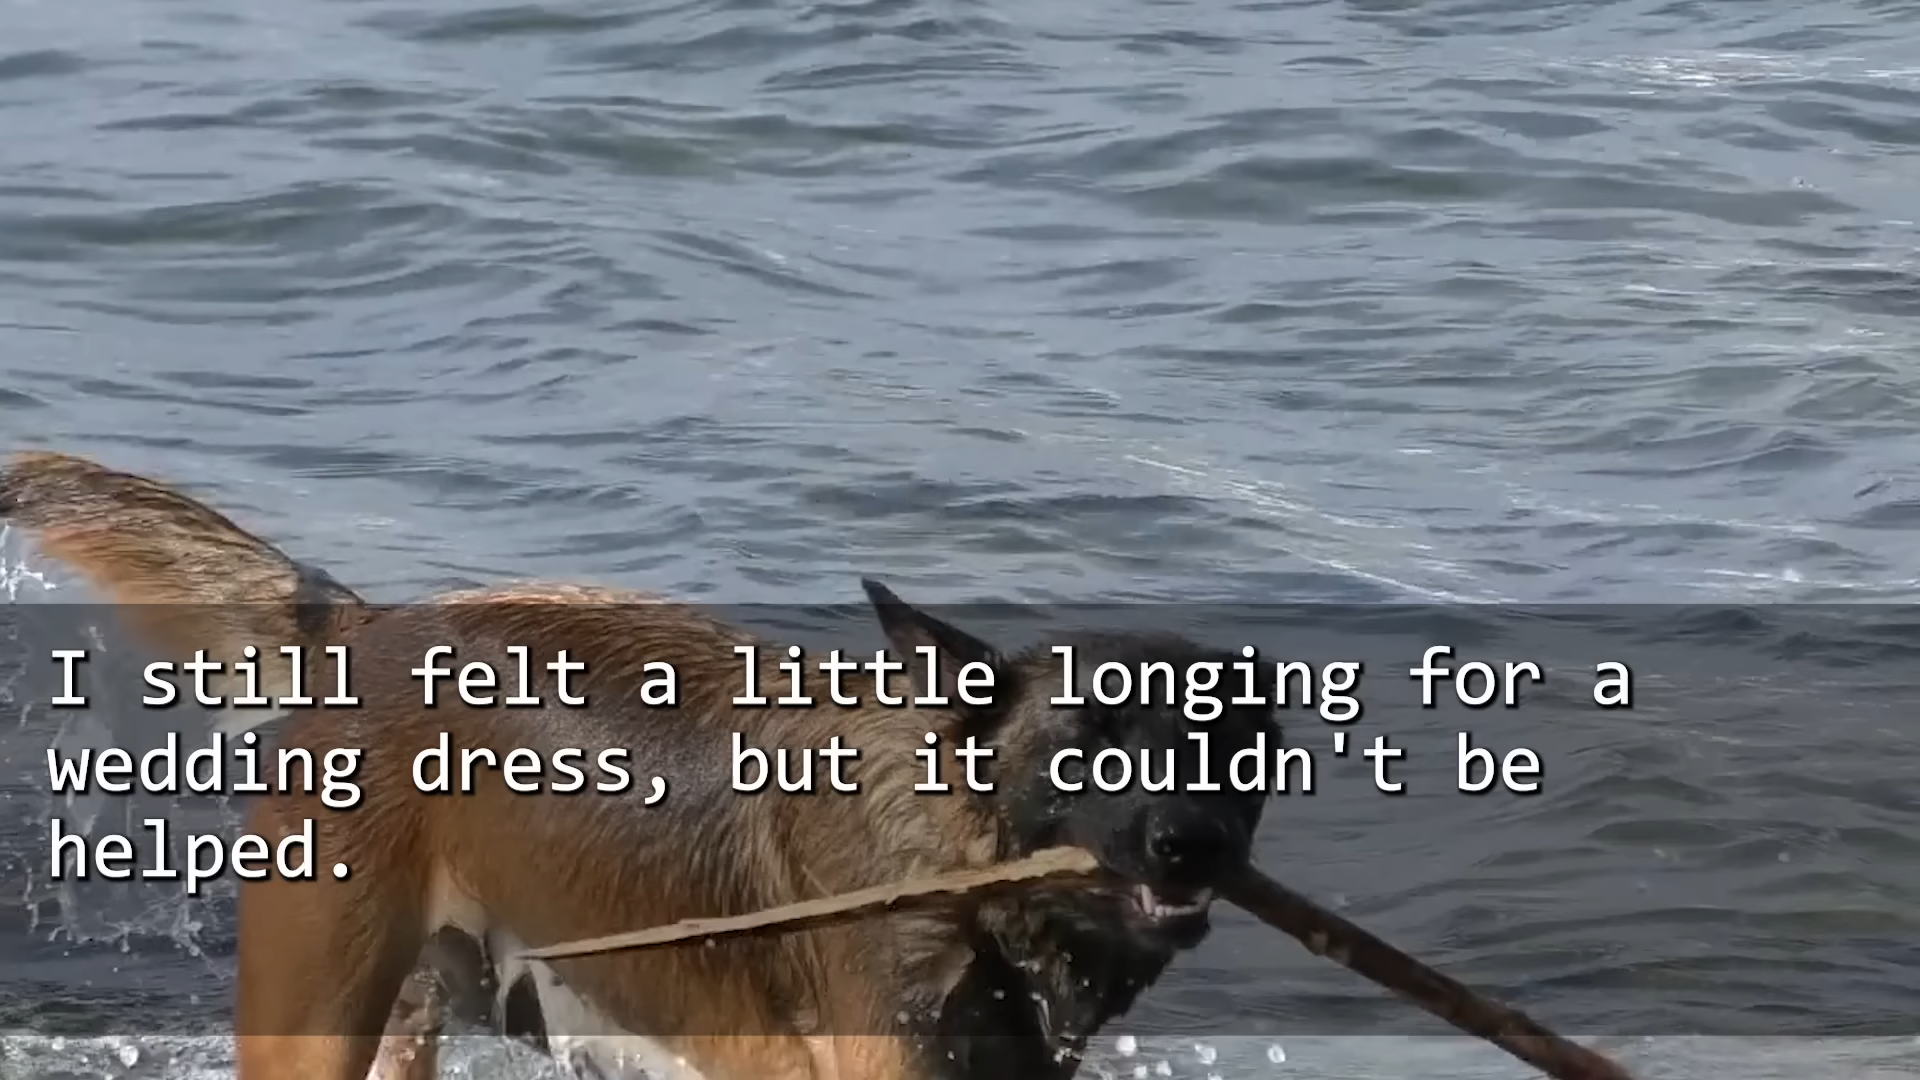 I still felt a little longing for a
wedding dress, but it couldn't be
helped.